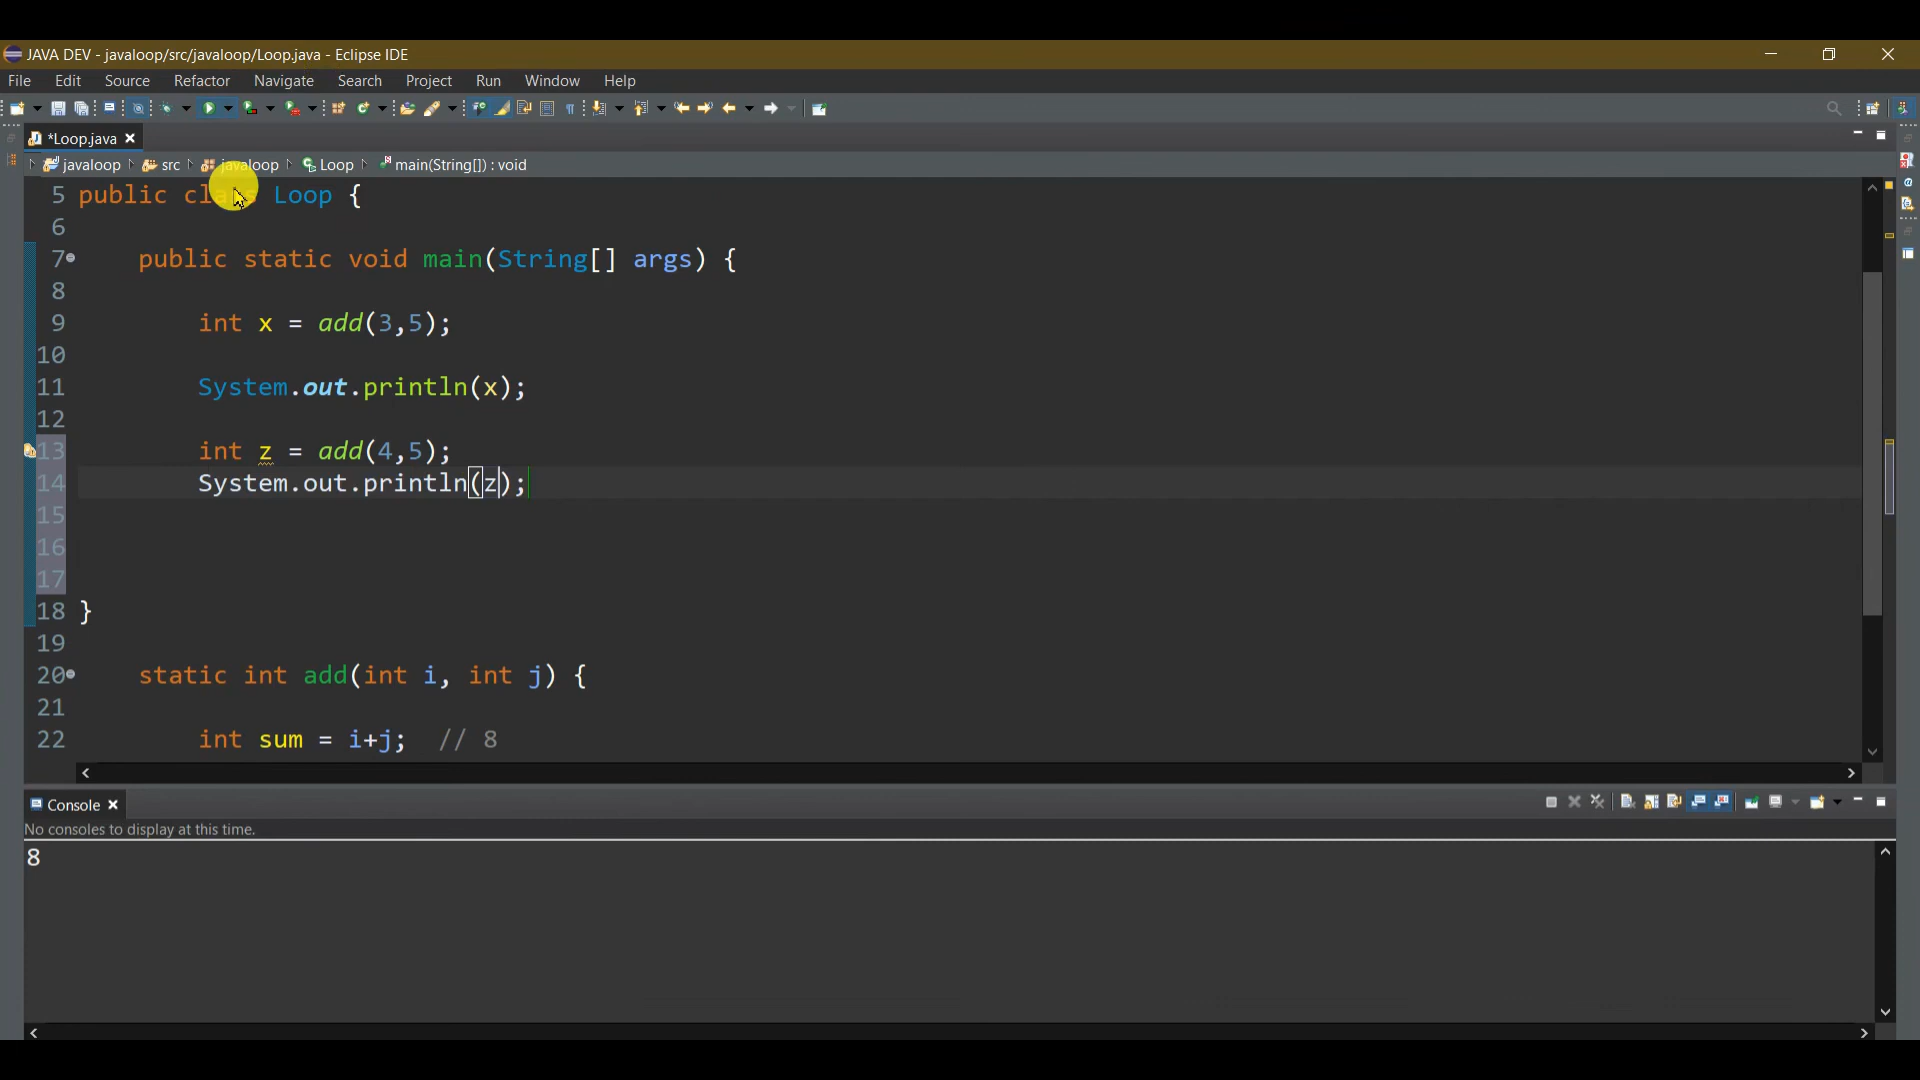 JAVA DEV - javaloop/src/javaloop/Loop.java - Eclipse IDE
File Edit Source Refactor Navigate Search Project Run Window Help
*Loop.java
javaloop src javaloop Loop main(String[]) : void
5 public class Loop {
6
7 public static void main(String[] args) {
8
9 int x = add(3,5);
10
11 System.out.println(x);
12
13 int z = add(4,5);
14 System.out.println(z);
15
16
17
18 }
19
20 static int add(int i, int j) {
21
22 int sum = i+j; // 8
Console
No consoles to display at this time.
8